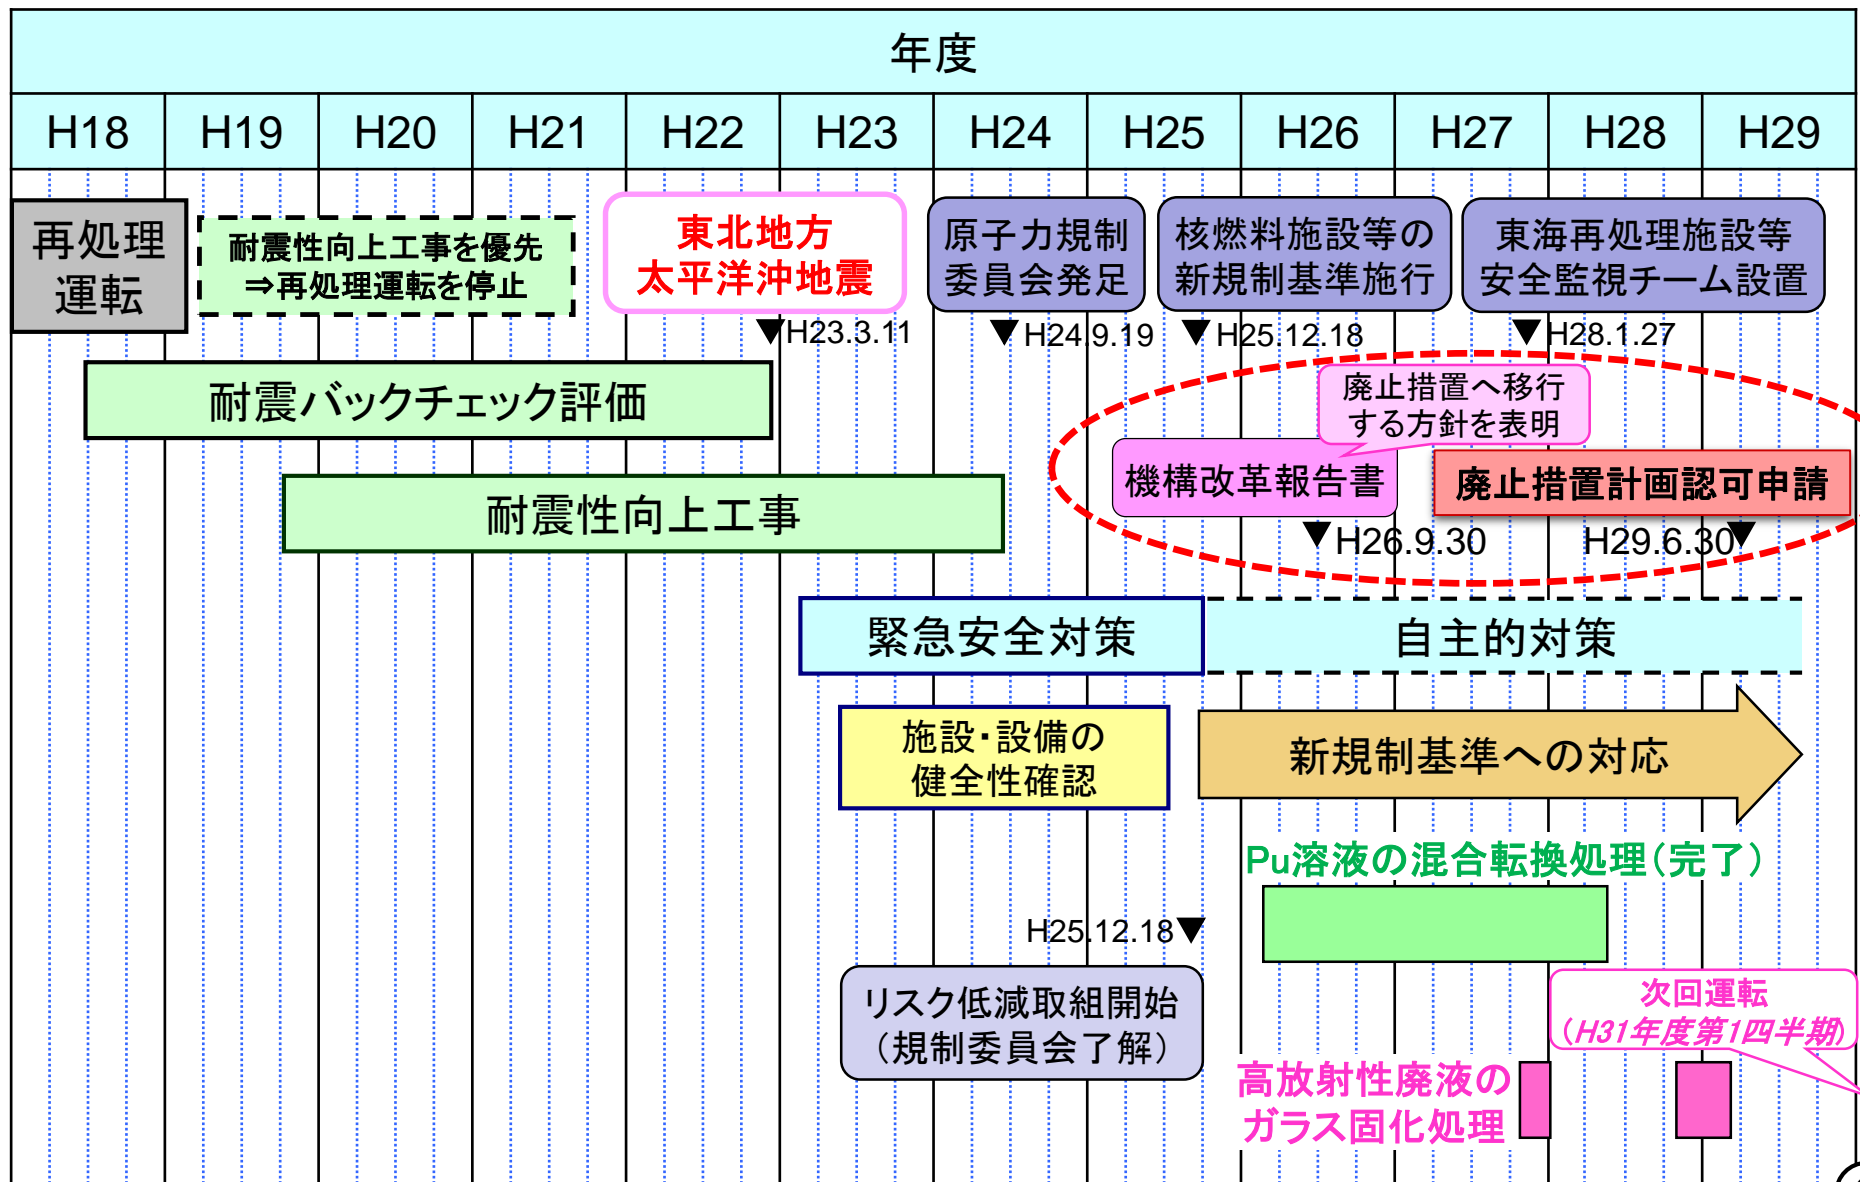 年度
H18 H19 H20 H21 H22 H23 H24 H25 H26 H27 H28 H29
再処理
運転
耐震性向上工事を優先
⇒再処理運転を停止
東北地方
太平洋沖地震
原子力規制
委員会発足
核燃料施設等の
新規制基準施行
東海再処理施設等
安全監視チーム設置
▼H23.3.11
▼H24.9.19
▼H25.12.18
▼H28.1.27
耐震バックチェック評価
廃止措置へ移行
する方針を表明
機構改革報告書
廃止措置計画認可申請
耐震性向上工事
▼H26.9.30
H29.6.30▼
緊急安全対策
自主的対策
施設・設備の
健全性確認
新規制基準への対応
Pu溶液の混合転換処理(完了)
H25.12.18▼
リスク低減取組開始
(規制委員会了解)
次回運転
(H31年度第1四半期)
高放射性廃液の
ガラス固化処理